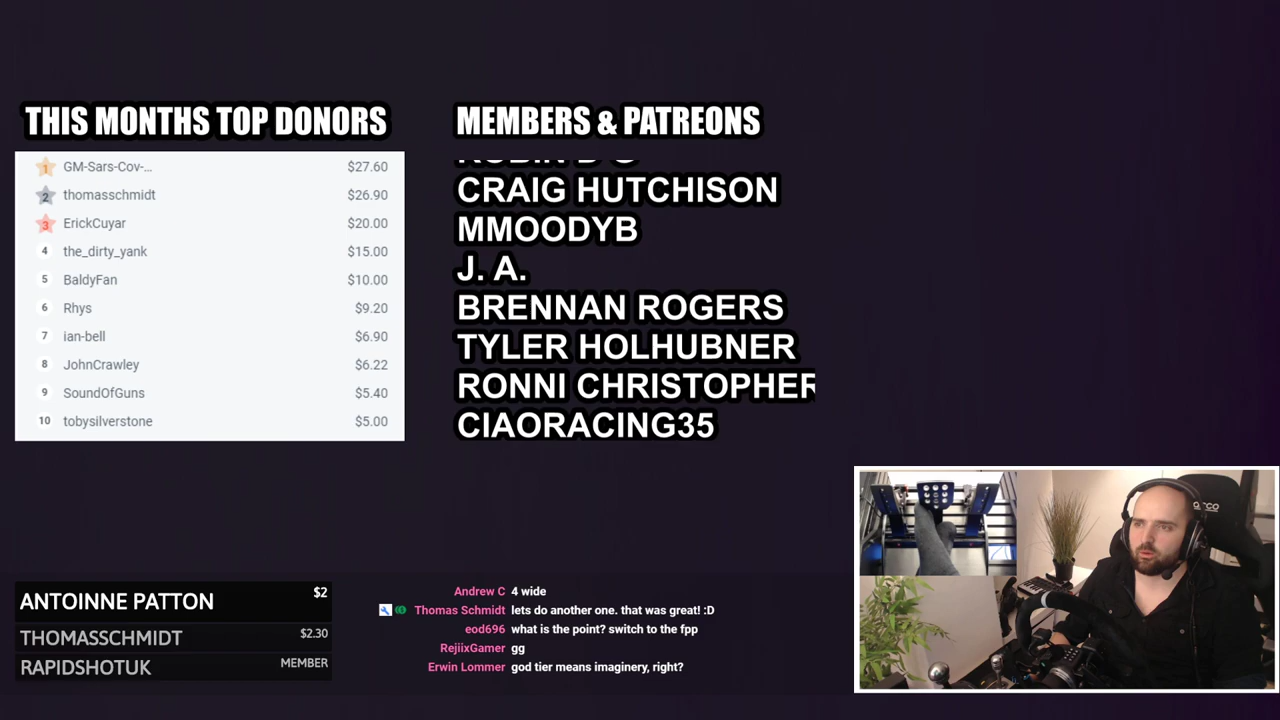 THIS MONTHS TOP DONORS
1 GM-Sars-Cov-... $27.60
2 thomasschmidt $26.90
3 ErickCuyar $20.00
4 the_dirty_yank $15.00
5 BaldyFan $10.00
6 Rhys $9.20
7 ian-bell $6.90
8 JohnCrawley $6.22
9 SoundOfGuns $5.40
10 tobysilverstone $5.00
MEMBERS & PATREONS
CRAIG HUTCHISON
MMOODYB
J. A.
BRENNAN ROGERS
TYLER HOLHUBNER
RONNI CHRISTOPHER
CIAORACING35
ANTOINNE PATTON $2
THOMASSCHMIDT $2.30
RAPIDSHOTUK MEMBER
Andrew C 4 wide
Thomas Schmidt lets do another one. that was great! :D
eod696 what is the point? switch to the fpp
RejiixGamer gg
Erwin Lommer god tier means imaginery, right?